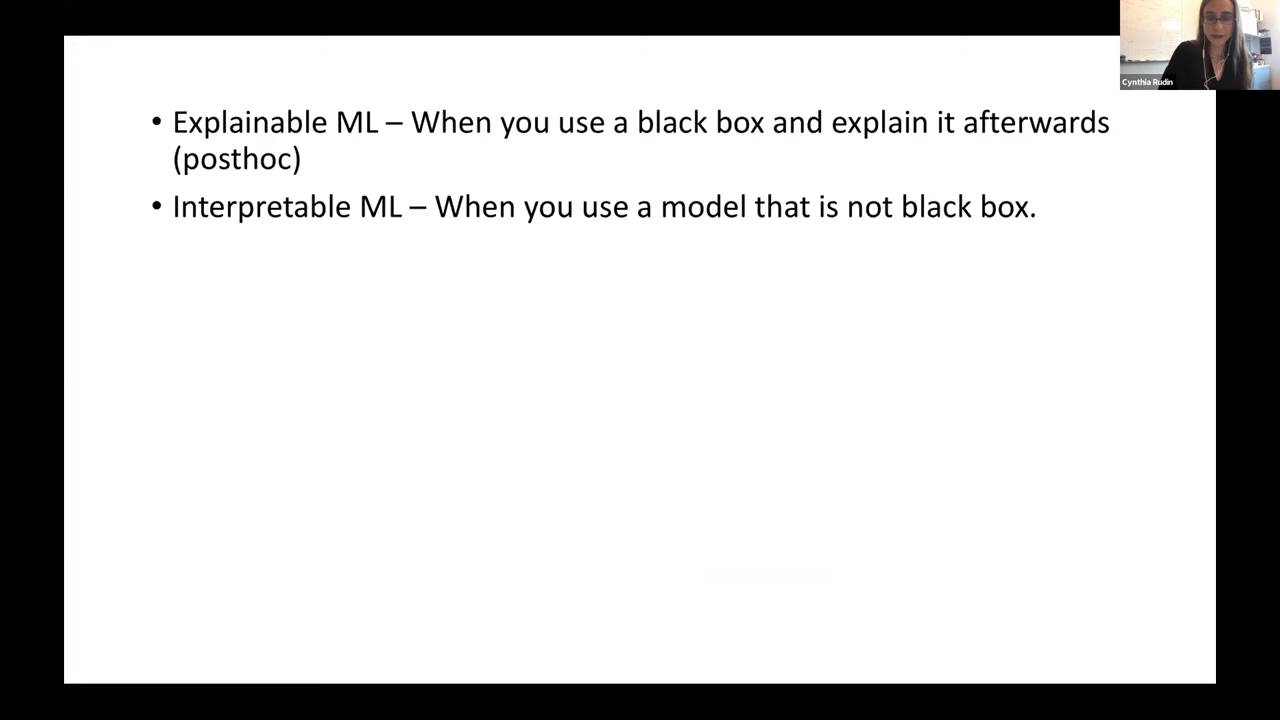 Cynthia Rudin
• Explainable ML – When you use a black box and explain it afterwards
(posthoc)
• Interpretable ML – When you use a model that is not black box.